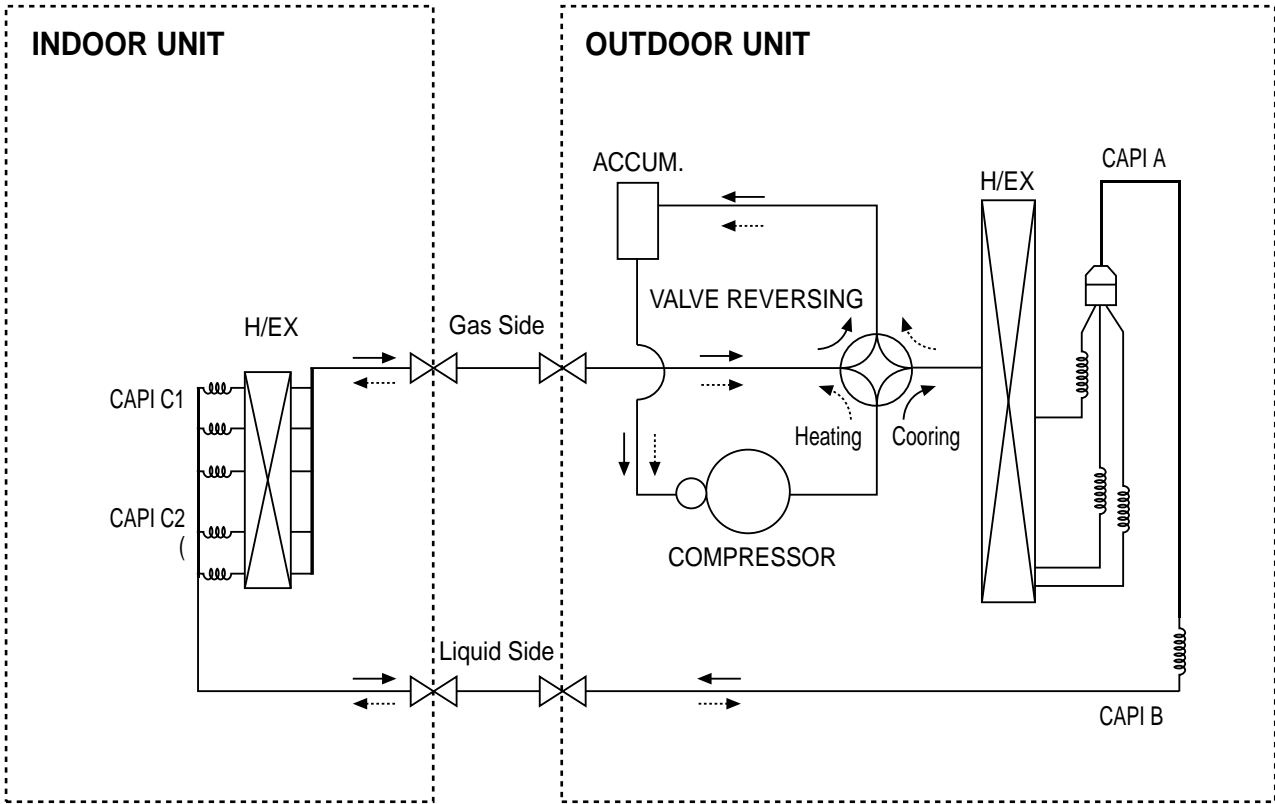 INDOOR UNIT
OUTDOOR UNIT
ACCUM.
CAPI A
H/EX
VALVE REVERSING
Gas Side
H/EX
CAPI C1
Heating
Cooring
CAPI C2
(
COMPRESSOR
Liquid Side
CAPI B